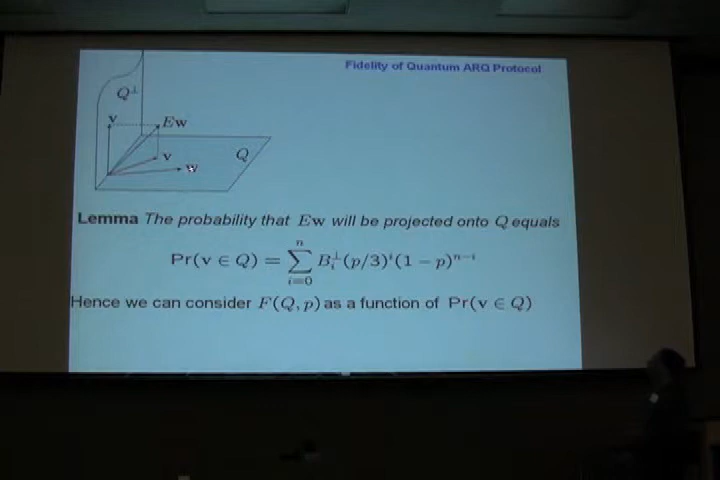 Fidelity of Quantum ARQ Protocol
Q⊥
v
Ew
v
w
Q
Lemma The probability that Ew will be projected onto Q equals
Pr(v ∈ Q) = ∑_{i=0}^{n} B_i^⊥ (p/3)^i (1 − p)^{n−i}
Hence we can consider F(Q, p) as a function of Pr(v ∈ Q)